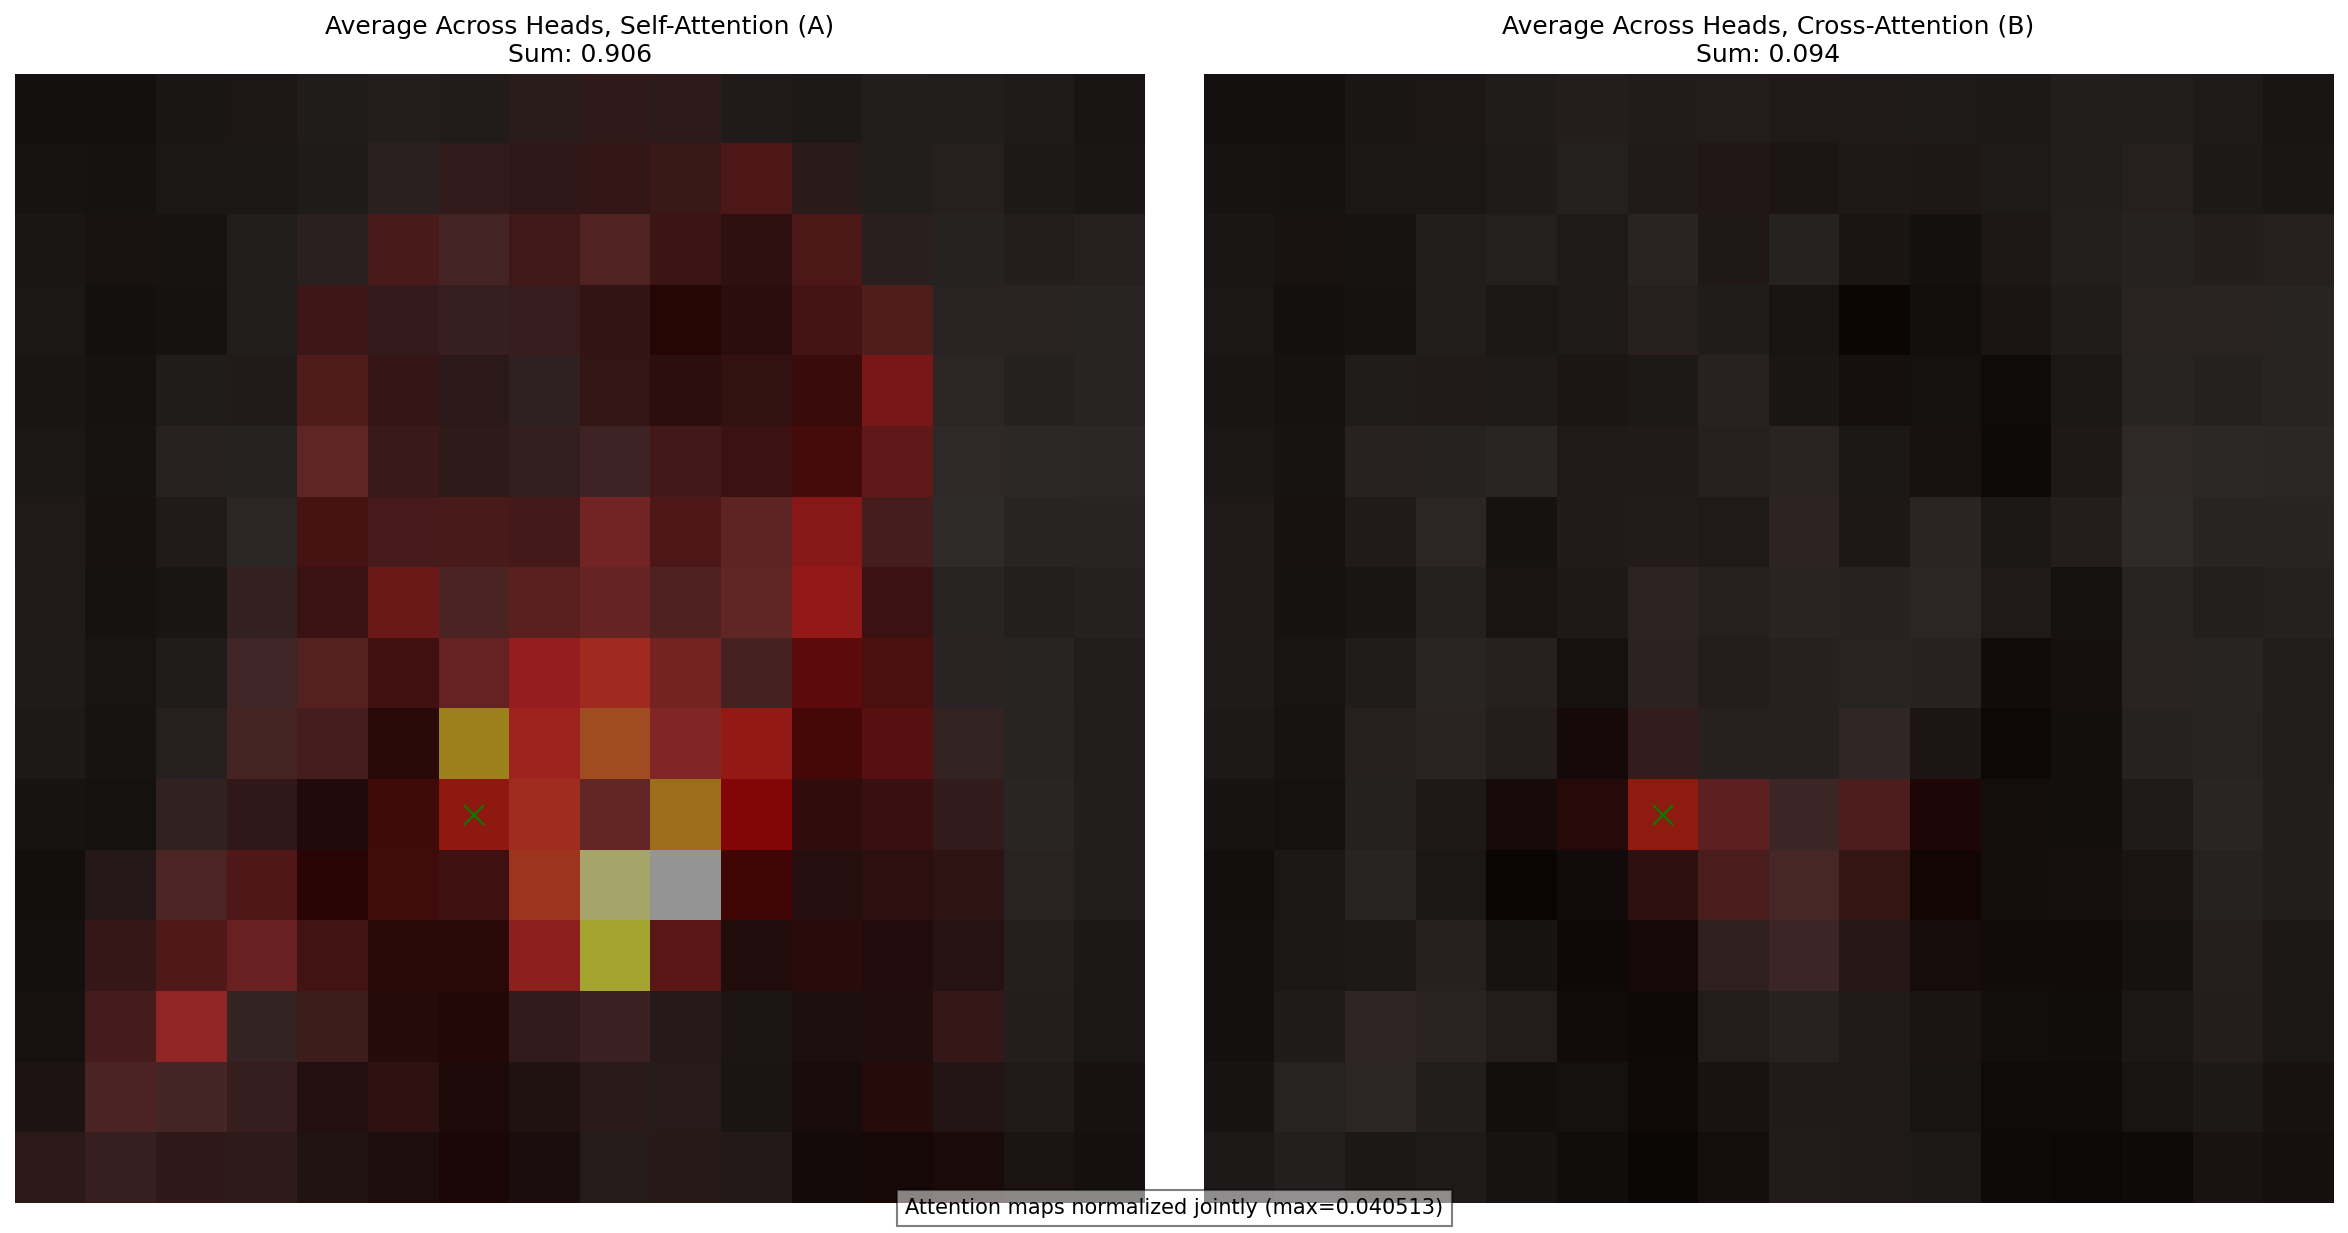 Average Across Heads, Self-Attention (A)
Sum: 0.906
Average Across Heads, Cross-Attention (B)
Sum: 0.094
Attention maps normalized jointly (max=0.040513)